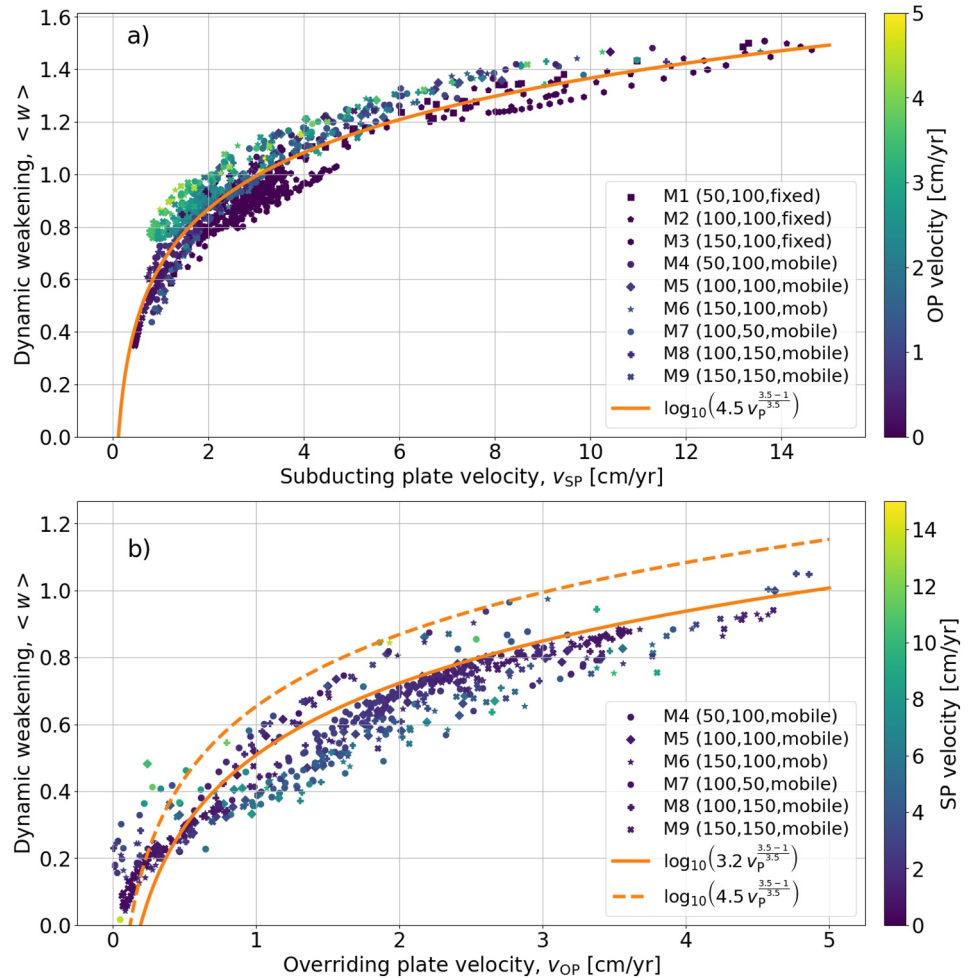 a)
1.6
1.4
1.2
1.0
0.8
0.6
0.4
0.2
0.0
Dynamic weakening, < w >
0
2
4
6
8
10
12
14
Subducting plate velocity, v_SP [cm/yr]
M1 (50,100,fixed)
M2 (100,100,fixed)
M3 (150,100,fixed)
M4 (50,100,mobile)
M5 (100,100,mobile)
M6 (150,100,mob)
M7 (100,50,mobile)
M8 (100,150,mobile)
M9 (150,150,mobile)
log₁₀(4.5 v_P^((3.5−1)/3.5))
5
4
3
2
1
0
OP velocity [cm/yr]
b)
1.2
1.0
0.8
0.6
0.4
0.2
0.0
Dynamic weakening, < w >
0
1
2
3
4
5
Overriding plate velocity, v_OP [cm/yr]
M4 (50,100,mobile)
M5 (100,100,mobile)
M6 (150,100,mob)
M7 (100,50,mobile)
M8 (100,150,mobile)
M9 (150,150,mobile)
log₁₀(3.2 v_P^((3.5−1)/3.5))
log₁₀(4.5 v_P^((3.5−1)/3.5))
14
12
10
8
6
4
2
0
SP velocity [cm/yr]